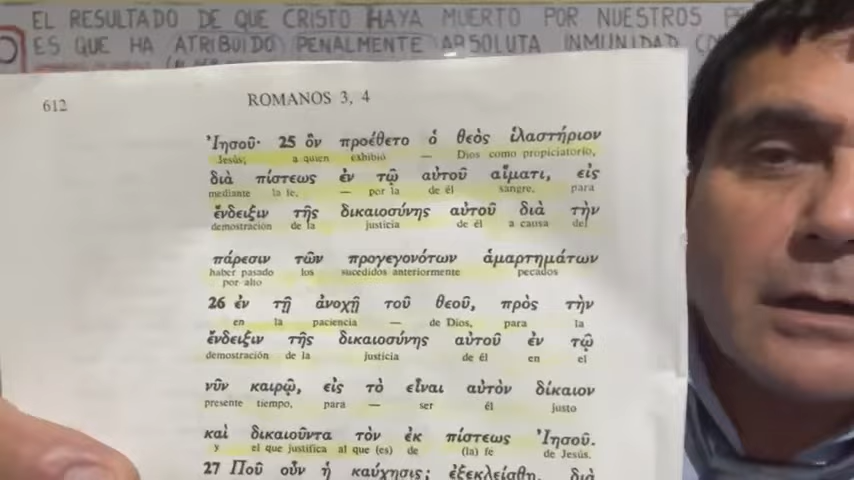 EL RESULTADO DE QUE CRISTO HAYA MUERTO POR NUESTROS
ES QUE HA ATRIBUIDO PENALMENTE ABSOLUTA INMUNIDAD
612
ROMANOS 3, 4
Ἰησοῦ· 25 ὃν προέθετο ὁ θεὸς ἱλαστήριον
Jesús; a quien exhibió — Dios como propiciatorio,
διὰ πίστεως ἐν τῷ αὐτοῦ αἵματι, εἰς
mediante la fe, — por la de él sangre, para
ἔνδειξιν τῆς δικαιοσύνης αὐτοῦ διὰ τὴν
demostración de la justicia de él a causa del
πάρεσιν τῶν προγεγονότων ἁμαρτημάτων
haber pasado los sucedidos anteriormente pecados
por alto
26 ἐν τῇ ἀνοχῇ τοῦ θεοῦ, πρὸς τὴν
en la paciencia — de Dios, para la
ἔνδειξιν τῆς δικαιοσύνης αὐτοῦ ἐν τῷ
demostración de la justicia de él en el
νῦν καιρῷ, εἰς τὸ εἶναι αὐτὸν δίκαιον
presente tiempo, para — ser él justo
καὶ δικαιοῦντα τὸν ἐκ πίστεως Ἰησοῦ.
y el que justifica al que (es) de (la) fe de Jesús.
27 Ποῦ οὖν ἡ καύχησις; ἐξεκλείσθη. διὰ